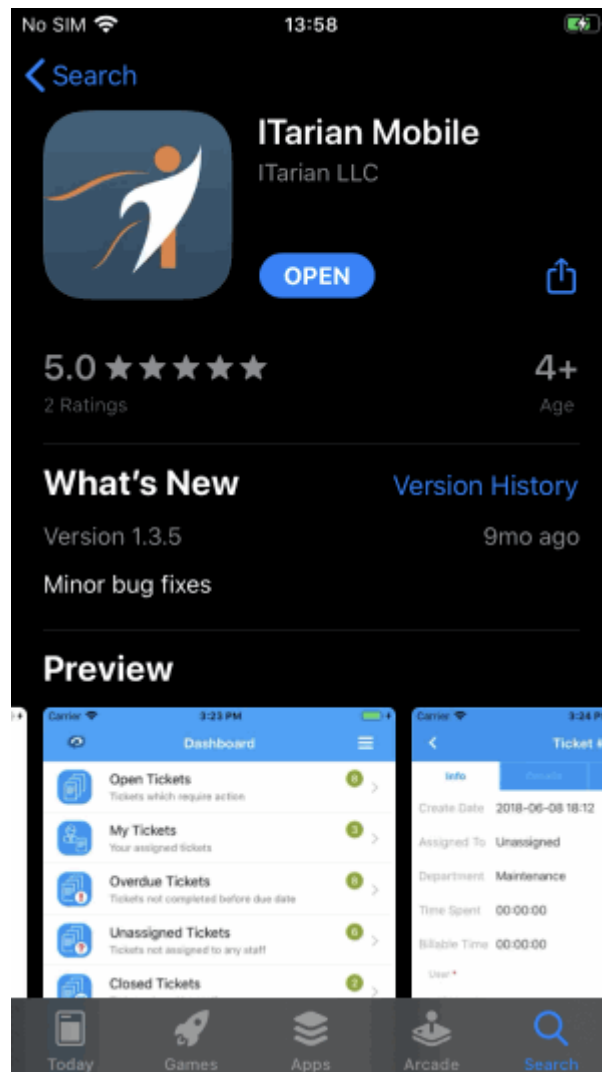 No SIM 13:58
Search
ITarian Mobile
ITarian LLC
OPEN
5.0 4+
2 Ratings Age
What's New Version History
Version 1.3.5 9mo ago
Minor bug fixes
Preview
Carrier 3:23 PM
Dashboard
Open Tickets 8
Tickets which require action
My Tickets 3
Your assigned tickets
Overdue Tickets 8
Tickets not completed before due date
Unassigned Tickets 6
Tickets not assigned to any staff
Closed Tickets 2
Carrier 3:24 P
Ticket
Info Details
Create Date 2018-06-08 18:12
Assigned To Unassigned
Department Maintenance
Time Spent 00:00:00
Billable Time 00:00:00
User *
Today Games Apps Arcade Search